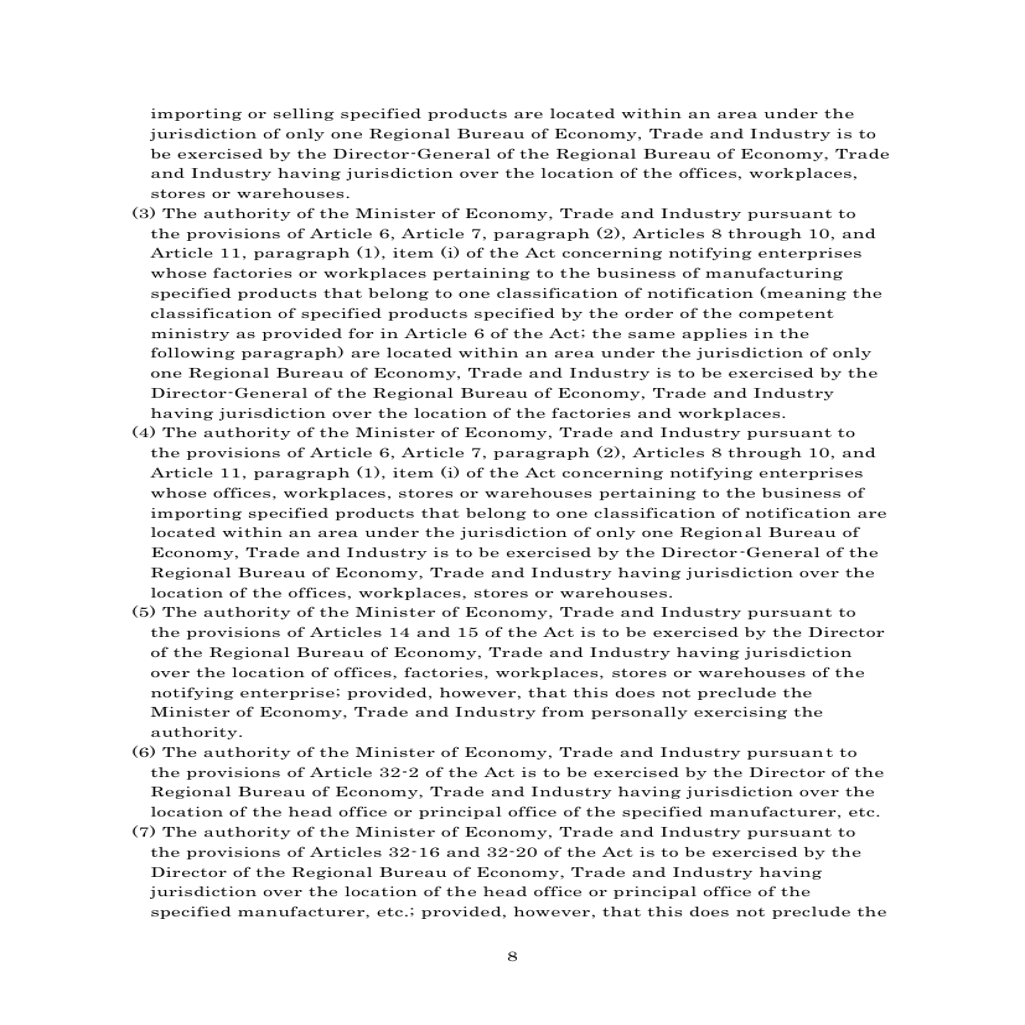 importing or selling specified products are located within an area under the
jurisdiction of only one Regional Bureau of Economy, Trade and Industry is to
be exercised by the Director-General of the Regional Bureau of Economy, Trade
and Industry having jurisdiction over the location of the offices, workplaces,
stores or warehouses.
(3) The authority of the Minister of Economy, Trade and Industry pursuant to
the provisions of Article 6, Article 7, paragraph (2), Articles 8 through 10, and
Article 11, paragraph (1), item (i) of the Act concerning notifying enterprises
whose factories or workplaces pertaining to the business of manufacturing
specified products that belong to one classification of notification (meaning the
classification of specified products specified by the order of the competent
ministry as provided for in Article 6 of the Act; the same applies in the
following paragraph) are located within an area under the jurisdiction of only
one Regional Bureau of Economy, Trade and Industry is to be exercised by the
Director-General of the Regional Bureau of Economy, Trade and Industry
having jurisdiction over the location of the factories and workplaces.
(4) The authority of the Minister of Economy, Trade and Industry pursuant to
the provisions of Article 6, Article 7, paragraph (2), Articles 8 through 10, and
Article 11, paragraph (1), item (i) of the Act concerning notifying enterprises
whose offices, workplaces, stores or warehouses pertaining to the business of
importing specified products that belong to one classification of notification are
located within an area under the jurisdiction of only one Regional Bureau of
Economy, Trade and Industry is to be exercised by the Director-General of the
Regional Bureau of Economy, Trade and Industry having jurisdiction over the
location of the offices, workplaces, stores or warehouses.
(5) The authority of the Minister of Economy, Trade and Industry pursuant to
the provisions of Articles 14 and 15 of the Act is to be exercised by the Director
of the Regional Bureau of Economy, Trade and Industry having jurisdiction
over the location of offices, factories, workplaces, stores or warehouses of the
notifying enterprise; provided, however, that this does not preclude the
Minister of Economy, Trade and Industry from personally exercising the
authority.
(6) The authority of the Minister of Economy, Trade and Industry pursuant to
the provisions of Article 32-2 of the Act is to be exercised by the Director of the
Regional Bureau of Economy, Trade and Industry having jurisdiction over the
location of the head office or principal office of the specified manufacturer, etc.
(7) The authority of the Minister of Economy, Trade and Industry pursuant to
the provisions of Articles 32-16 and 32-20 of the Act is to be exercised by the
Director of the Regional Bureau of Economy, Trade and Industry having
jurisdiction over the location of the head office or principal office of the
specified manufacturer, etc.; provided, however, that this does not preclude the
8